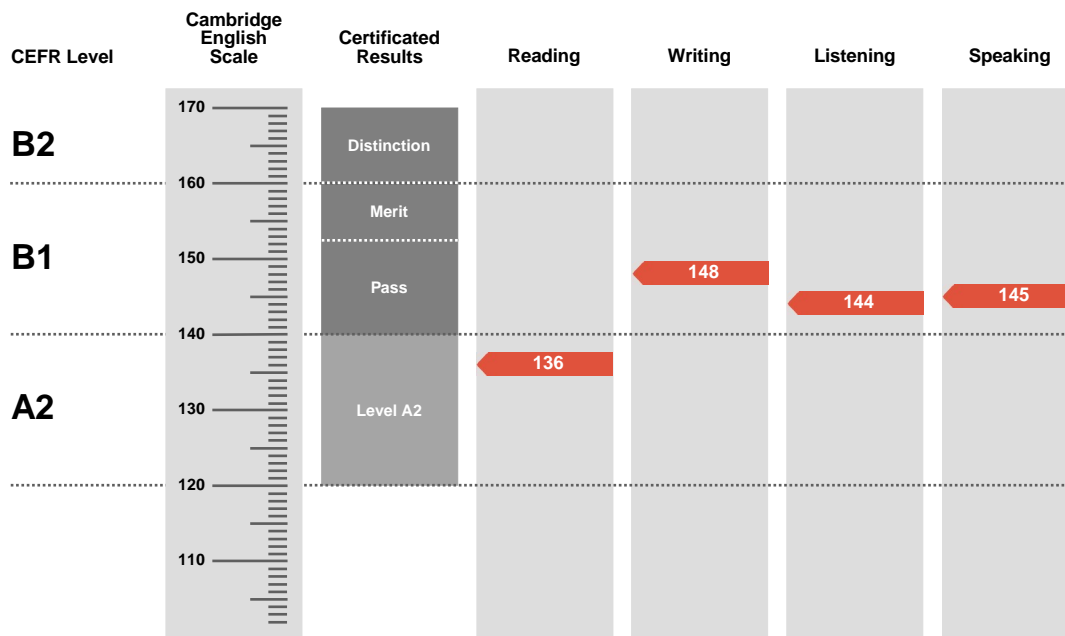 CEFR Level
Cambridge
English
Scale
Certificated
Results
Reading
Writing
Listening
Speaking
170
B2
Distinction
160
Merit
B1
150
148
Pass
144
145
140
136
A2
130
Level A2
120
110